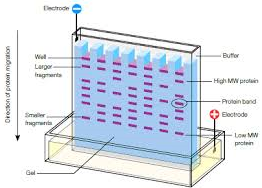 Electrode
Well
Larger
fragments
Direction of protein migration
Smaller
fragments
Gel
Buffer
High MW protein
Protein band
Electrode
Low MW
protein